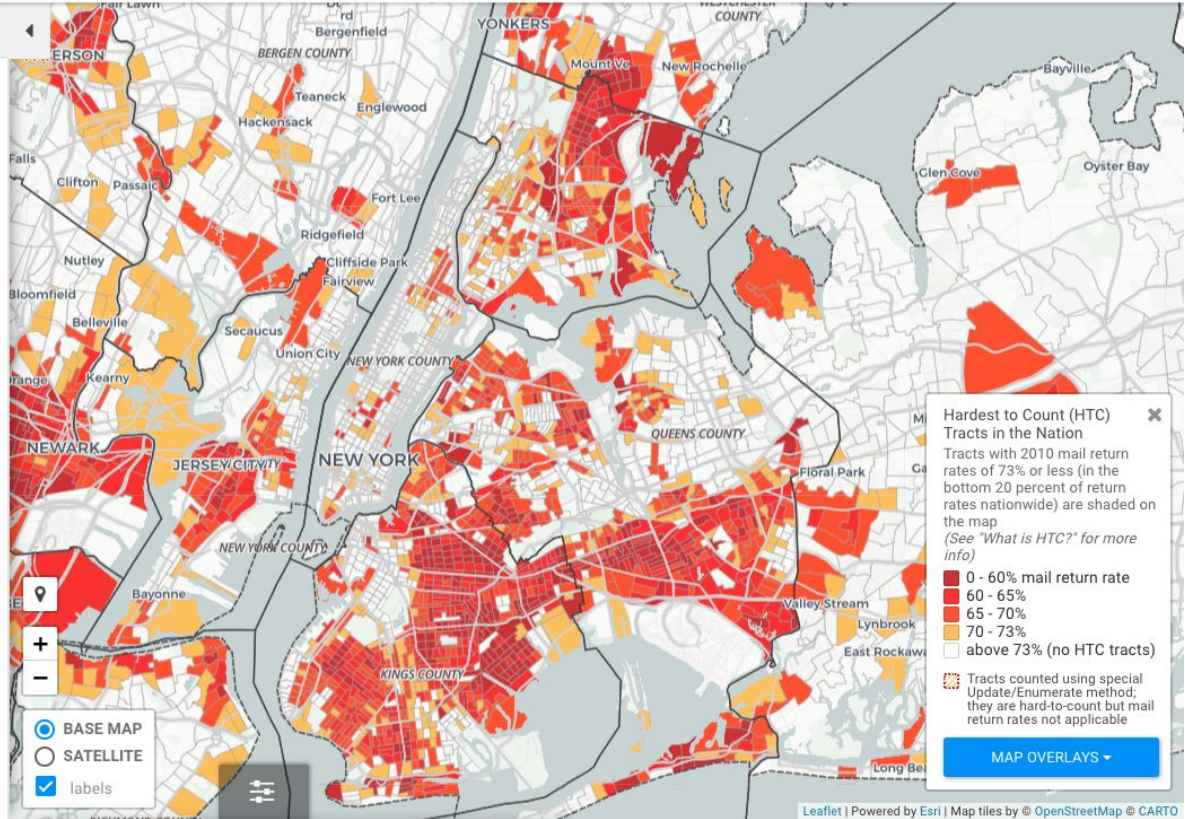 Fair Lawn
rd
Bergenfield
YONKERS
WESTCHESTER
COUNTY
BERGEN COUNTY
Mount Ve
New Rochelle
Bayville
Teaneck
Englewood
Hackensack
Falls
Clifton
Passaic
Fort Lee
Glen Cove
Oyster Bay
Ridgefield
Nutley
Cliffside Park
Fairview
Bloomfield
Belleville
Secaucus
Union City
NEW YORK COUNTY
Kearny
QUEENS COUNTY
NEWARK
JERSEY CITY
NEW YORK
Floral Park
NEW YORK COUNTY
Bayonne
Valley Stream
Lynbrook
East Rockawa
KINGS COUNTY
Long Bea
Hardest to Count (HTC)
Tracts in the Nation
Tracts with 2010 mail return
rates of 73% or less (in the
bottom 20 percent of return
rates nationwide) are shaded on
the map
(See "What is HTC?" for more
info)
0 - 60% mail return rate
60 - 65%
65 - 70%
70 - 73%
above 73% (no HTC tracts)
Tracts counted using special
Update/Enumerate method;
they are hard-to-count but mail
return rates not applicable
MAP OVERLAYS
+
−
BASE MAP
SATELLITE
labels
Leaflet | Powered by Esri | Map tiles by © OpenStreetMap © CARTO